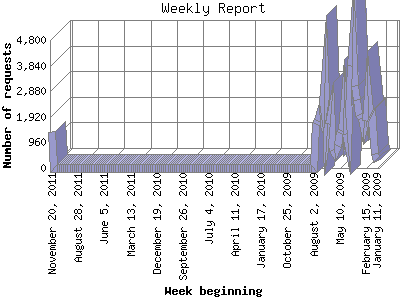 Weekly Report
Number of requests
4,800
3,840
2,880
1,920
960
0
November 20, 2011
August 28, 2011
June 5, 2011
March 13, 2011
December 19, 2010
September 26, 2010
July 4, 2010
April 11, 2010
January 17, 2010
October 25, 2009
August 2, 2009
May 10, 2009
February 15, 2009
January 11, 2009
Week beginning